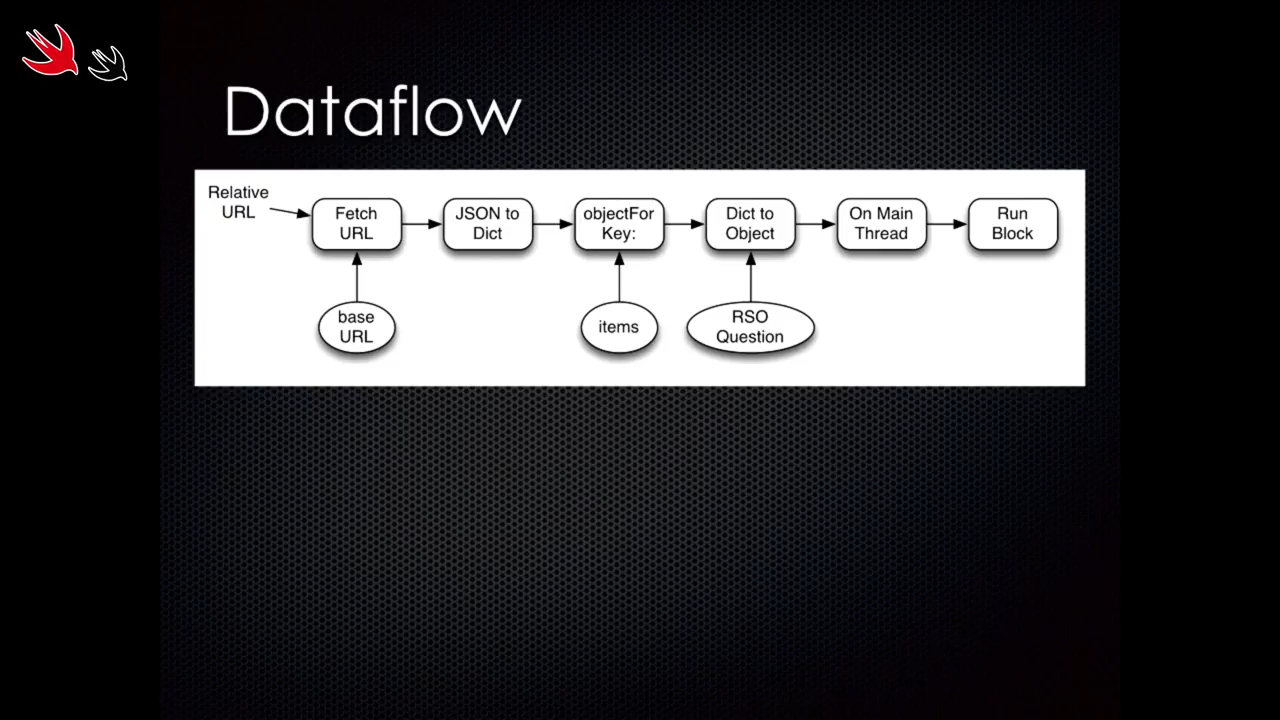 Dataflow
Relative
URL
Fetch
URL
JSON to
Dict
objectFor
Key:
Dict to
Object
On Main
Thread
Run
Block
base
URL
items
RSO
Question